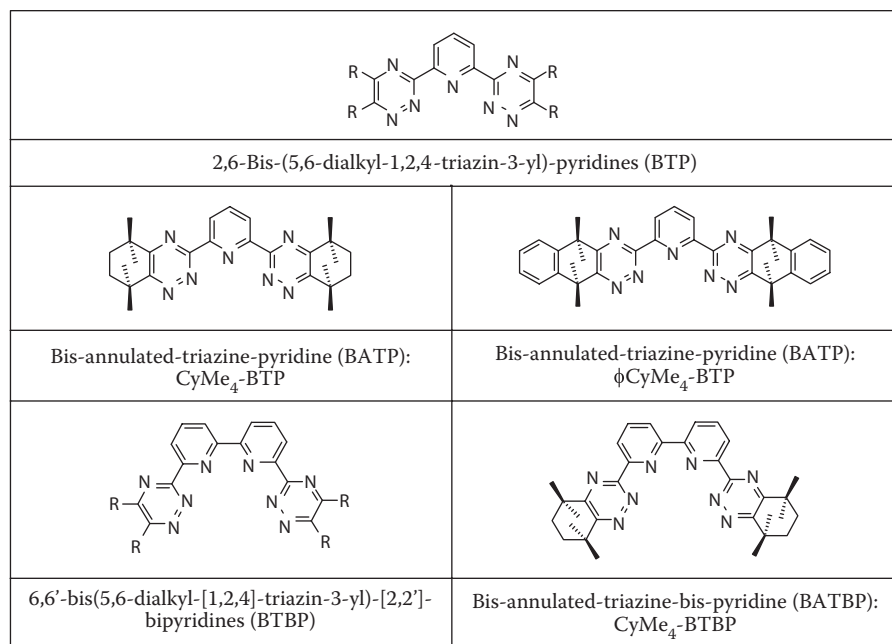 R N N R
N
R N N R
N N
2,6-Bis-(5,6-dialkyl-1,2,4-triazin-3-yl)-pyridines (BTP)
N N
N
N N
N N
Bis-annulated-triazine-pyridine (BATP):
CyMe₄-BTP
N N
N
N N
N N
Bis-annulated-triazine-pyridine (BATP):
ϕCyMe₄-BTP
N N
N N
R N N R
N N
R R
6,6’-bis(5,6-dialkyl-[1,2,4]-triazin-3-yl)-[2,2’]-
bipyridines (BTBP)
N N
N N
N N
N N
Bis-annulated-triazine-bis-pyridine (BATBP):
CyMe₄-BTBP